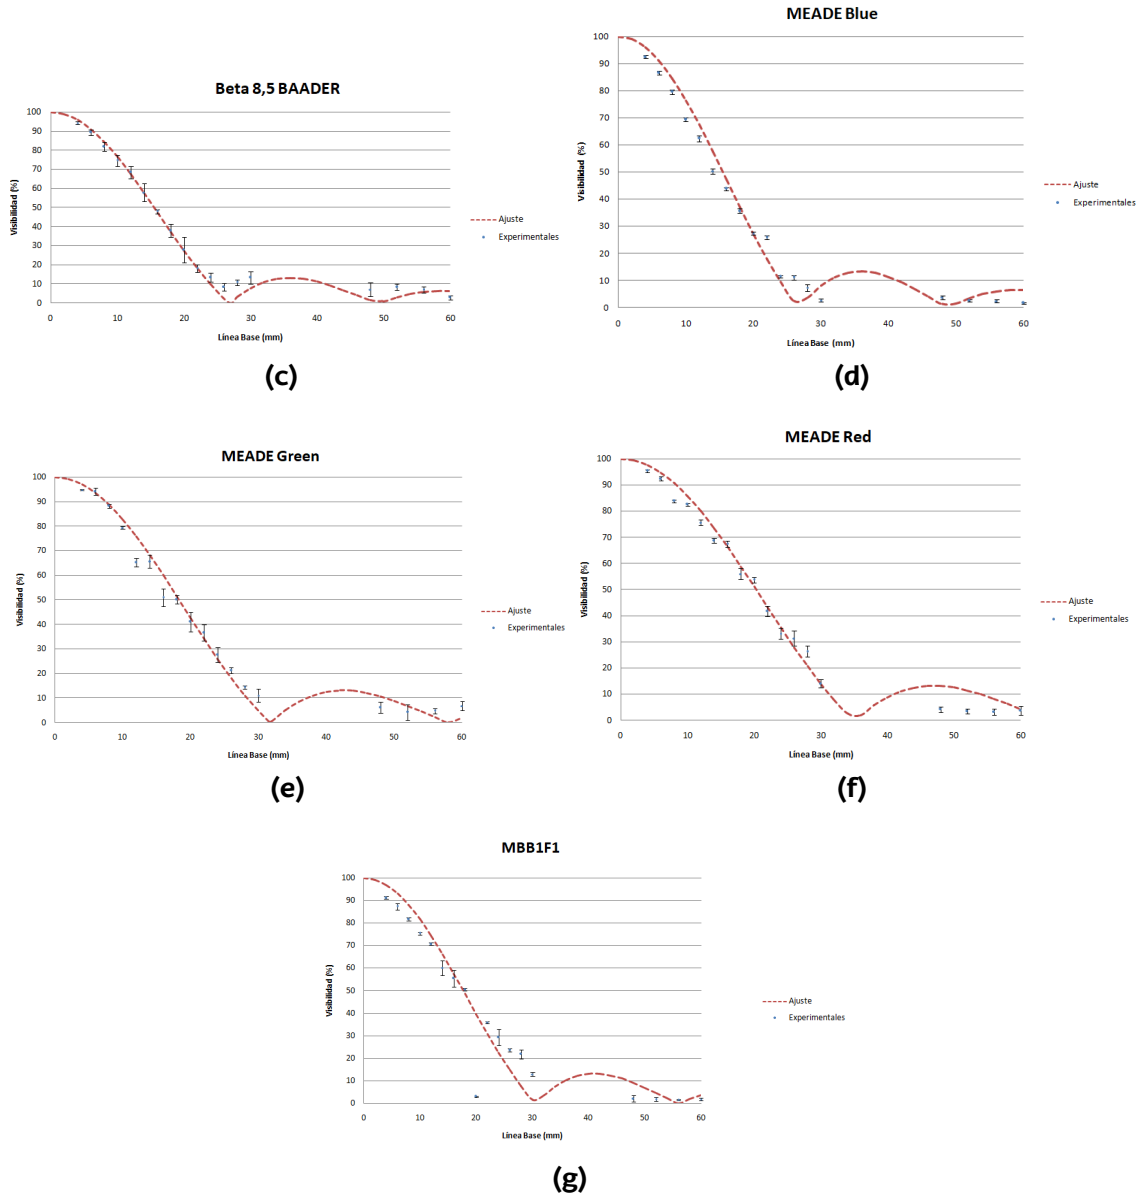 Beta 8,5 BAADER
100
90
80
70
60
50
40
30
20
10
0
0 10 20 30 40 50 60
Visibilidad (%)
Línea Base (mm)
Ajuste
Experimentales
(c)
MEADE Blue
100
90
80
70
60
50
40
30
20
10
0
0 10 20 30 40 50 60
Visibilidad (%)
Línea Base (mm)
Ajuste
Experimentales
(d)
MEADE Green
100
90
80
70
60
50
40
30
20
10
0
0 10 20 30 40 50 60
Visibilidad (%)
Línea Base (mm)
Ajuste
Experimentales
(e)
MEADE Red
100
90
80
70
60
50
40
30
20
10
0
0 10 20 30 40 50 60
Visibilidad (%)
Línea Base (mm)
Ajuste
Experimentales
(f)
MBB1F1
100
90
80
70
60
50
40
30
20
10
0
0 10 20 30 40 50 60
Visibilidad (%)
Línea Base (mm)
Ajuste
Experimentales
(g)